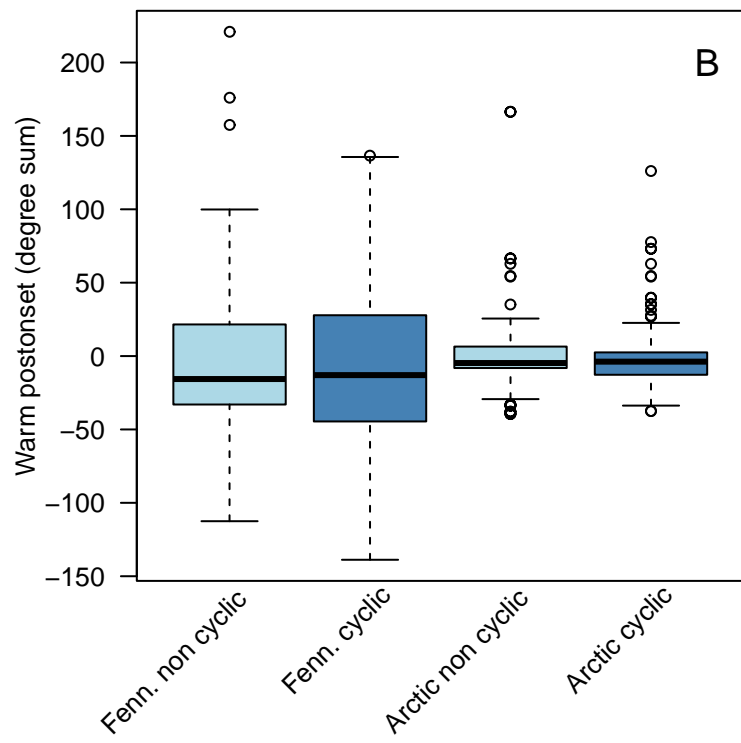 B
Warm postonset (degree sum)
200
150
100
50
0
−50
−100
−150
Fenn. non cyclic
Fenn. cyclic
Arctic non cyclic
Arctic cyclic